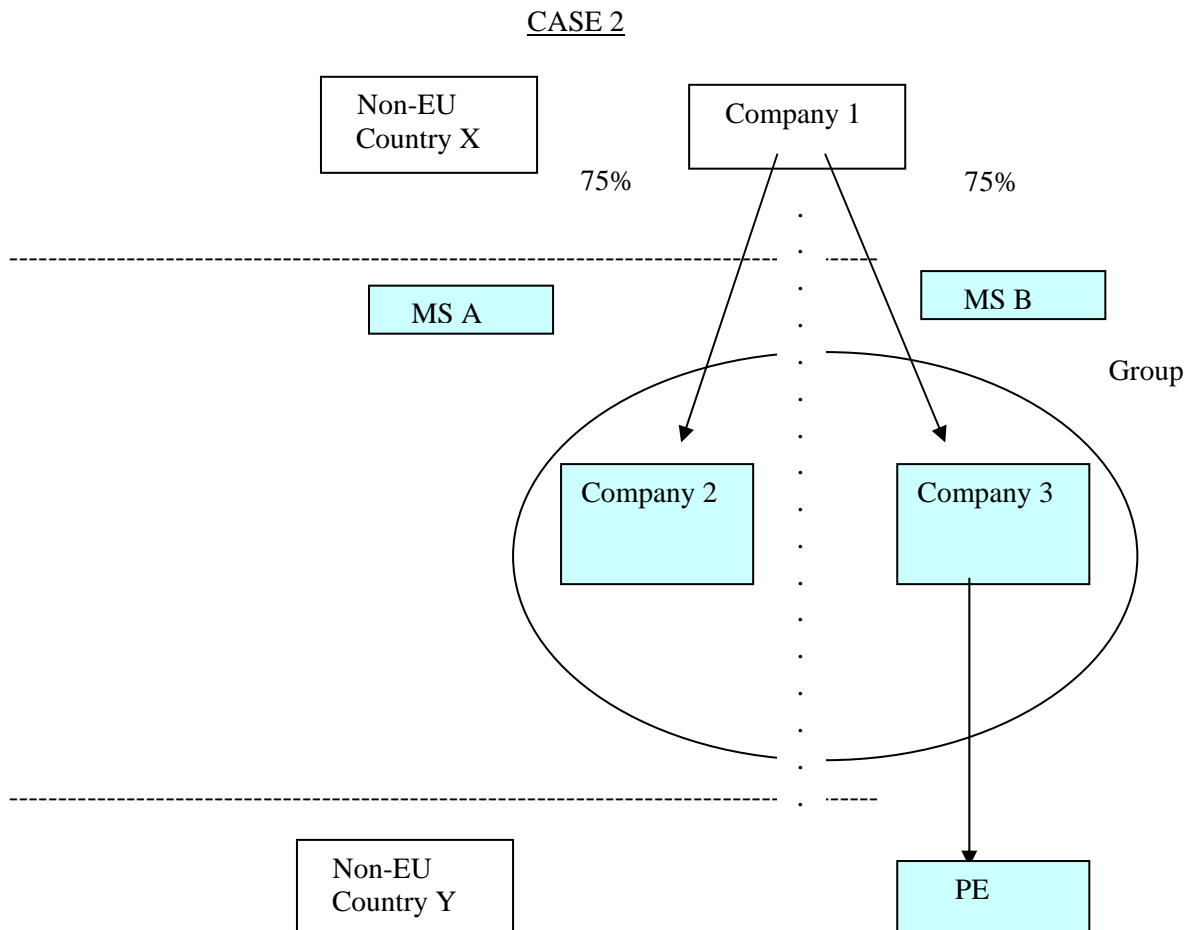 CASE 2
Non-EU
Country X
Company 1
75%
75%
MS A
MS B
Group
Company 2
Company 3
Non-EU
Country Y
PE